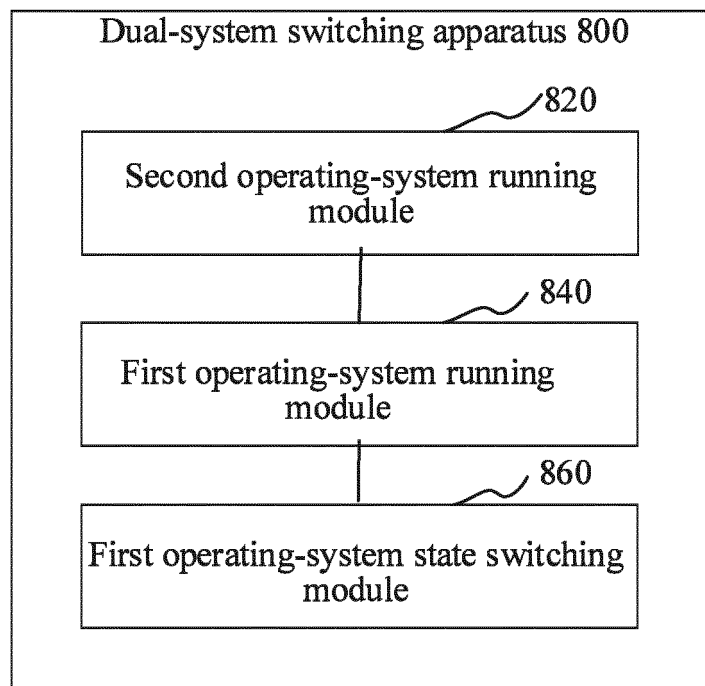 Dual-system switching apparatus 800
820
Second operating-system running
module
840
First operating-system running
module
860
First operating-system state switching
module